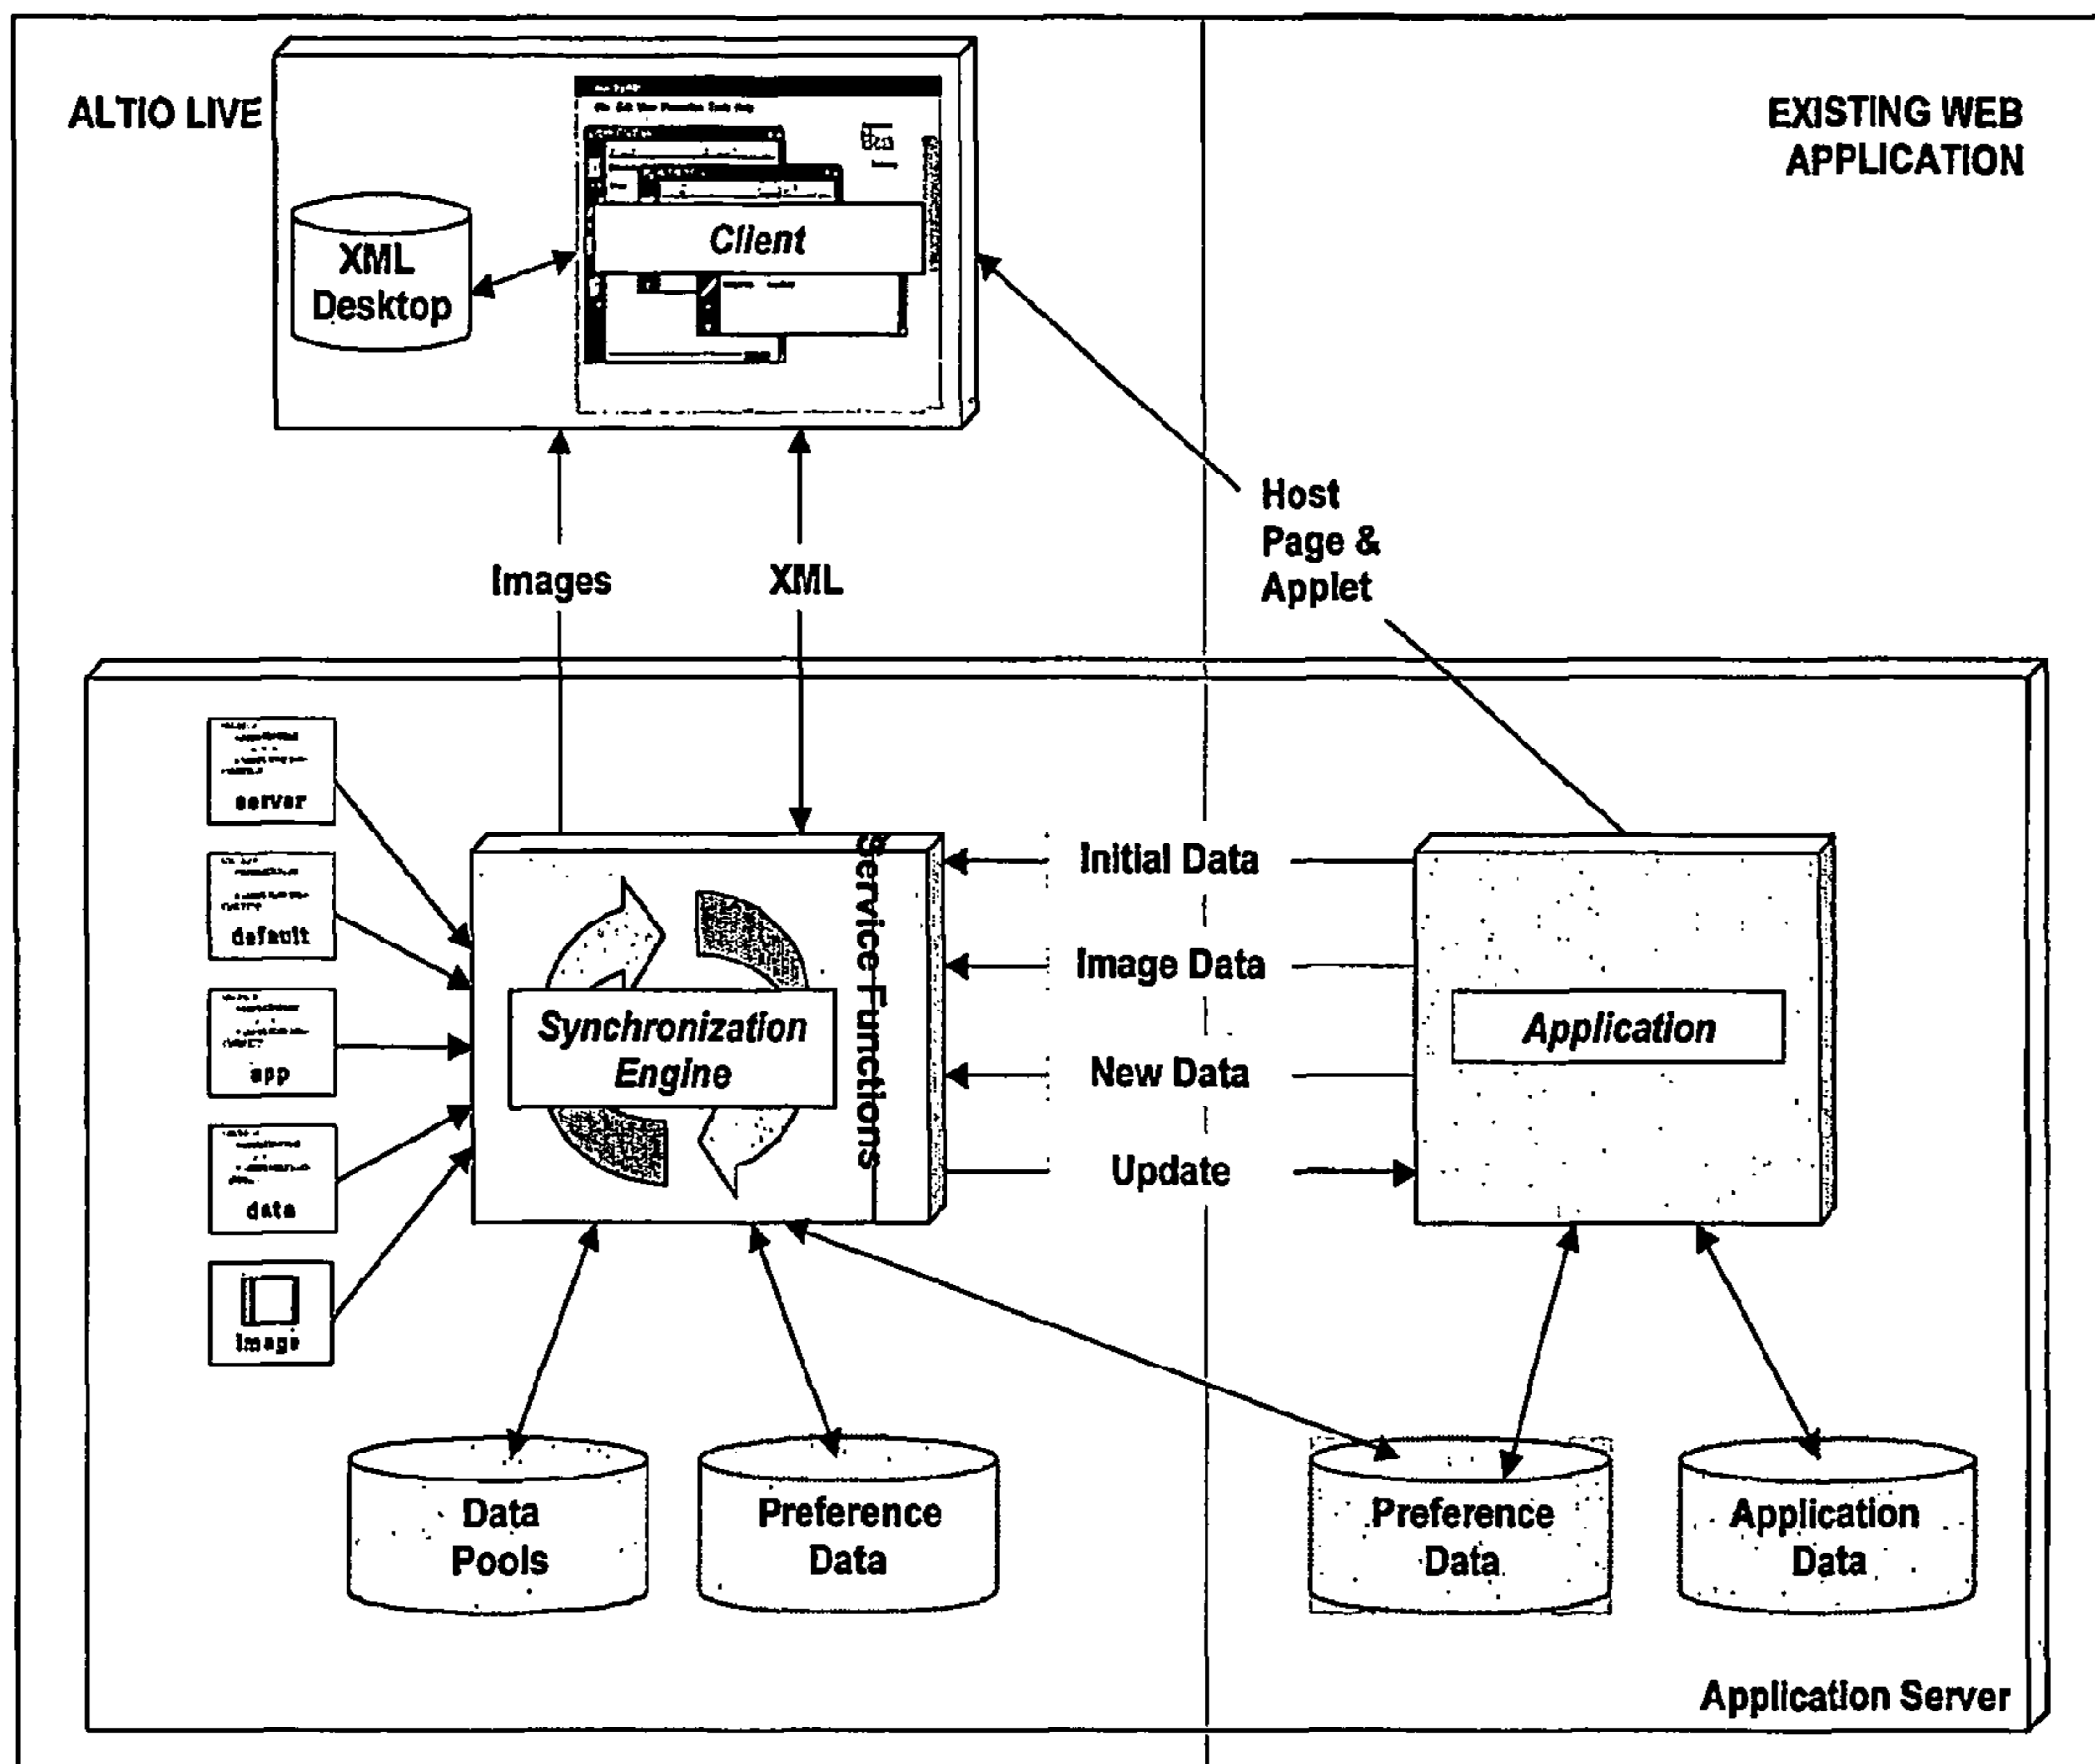 ALTIO LIVE
EXISTING WEB
APPLICATION
XML
Desktop
Client
Host
Page &
Applet
Images
XML
server
default
app
data
Image
Synchronization
Engine
Service Functions
Initial Data
Image Data
New Data
Update
Application
Data
Pools
Preference
Data
Preference
Data
Application
Data
Application Server